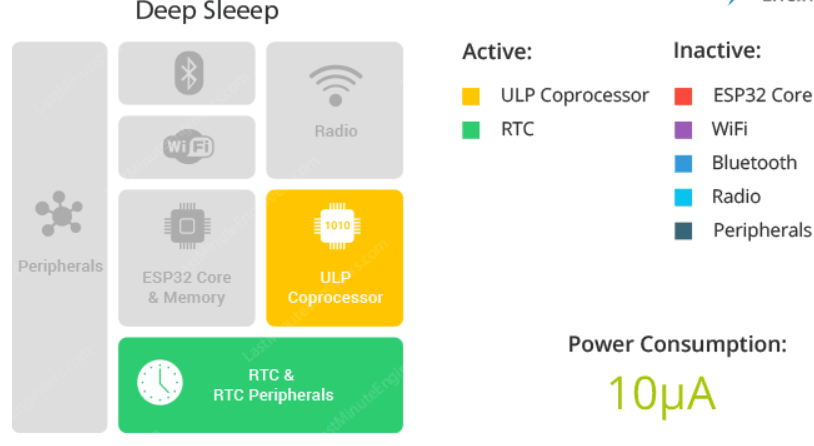 Deep Sleeep
Active:
ULP Coprocessor
RTC
Inactive:
ESP32 Core
WiFi
Bluetooth
Radio
Peripherals
Radio
WiFi
Peripherals
ESP32 Core
& Memory
1010
ULP
Coprocessor
RTC &
RTC Peripherals
Power Consumption:
10µA